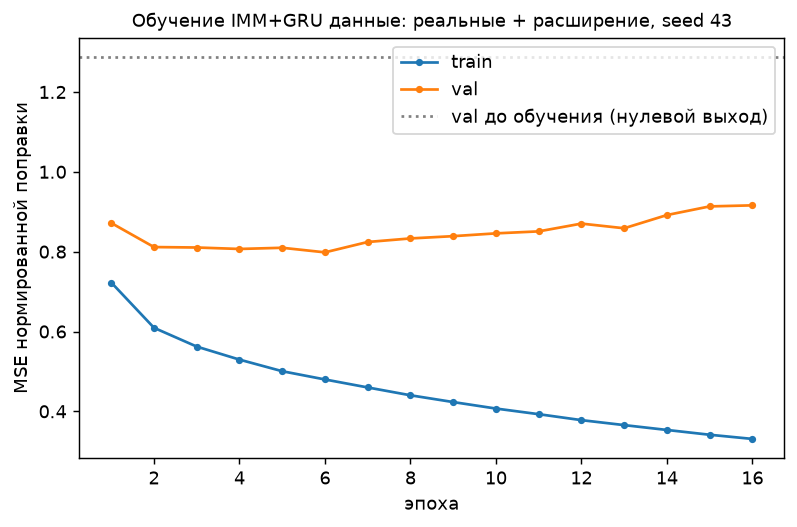 Обучение IMM+GRU данные: реальные + расширение, seed 43
train
val
val до обучения (нулевой выход)
MSE нормированной поправки
1.2
1.0
0.8
0.6
0.4
2 4 6 8 10 12 14 16
эпоха